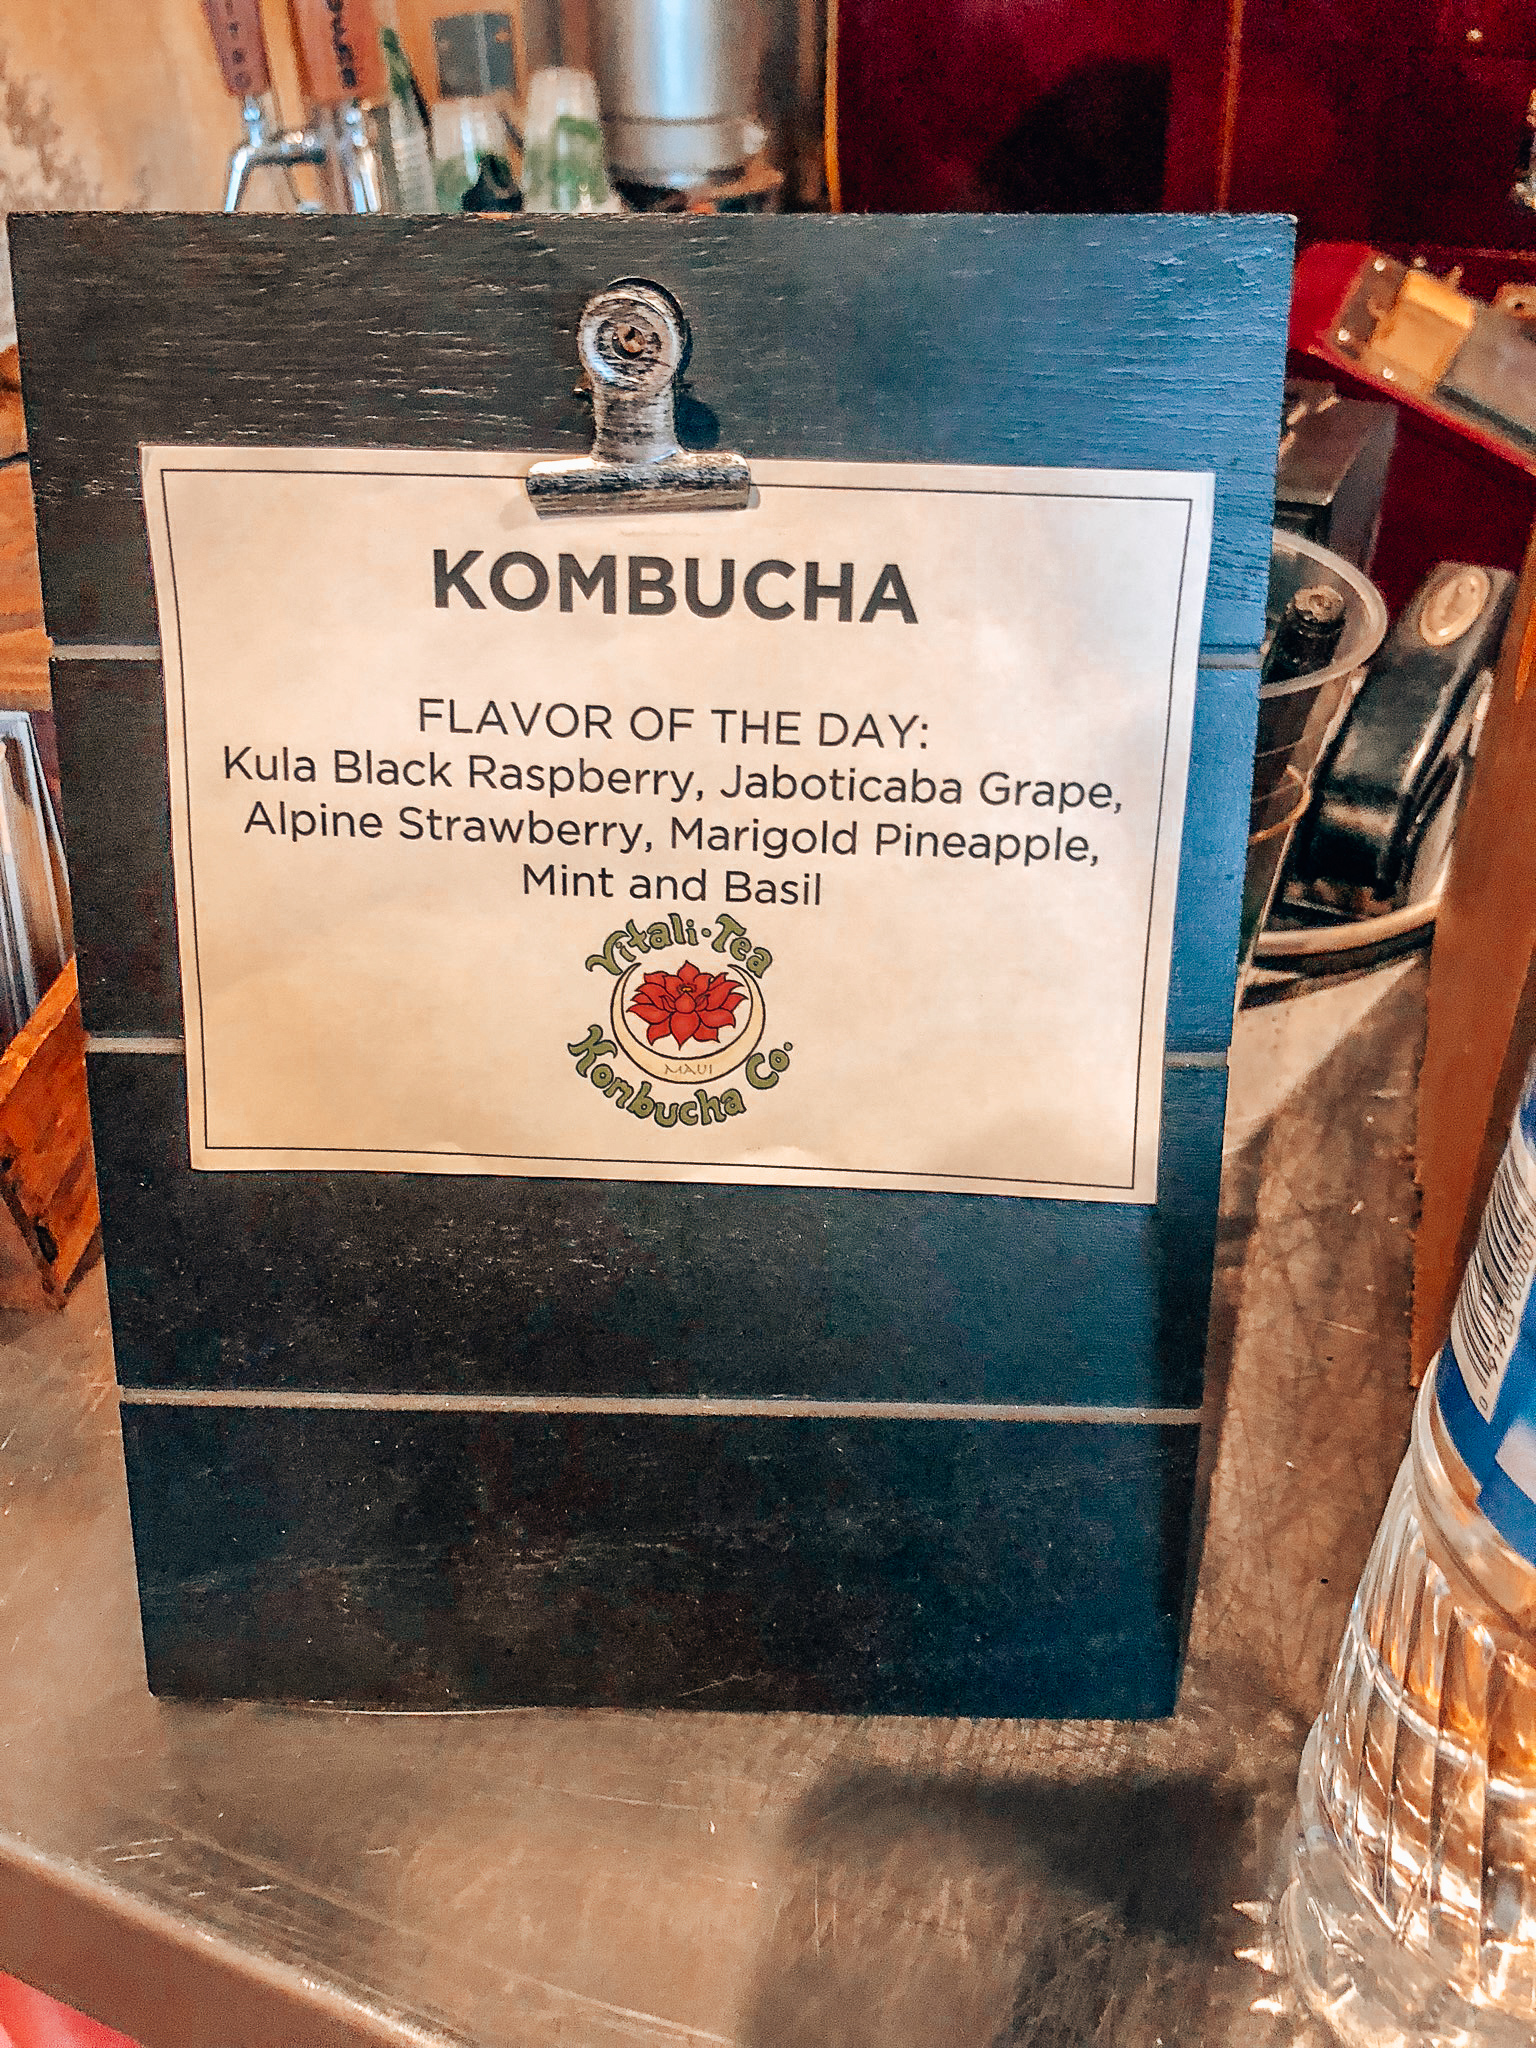 KOMBUCHA
FLAVOR OF THE DAY:
Kula Black Raspberry, Jaboticaba Grape,
Alpine Strawberry, Marigold Pineapple,
Mint and Basil
Vitali·Tea
MAUI
Kombucha Co.